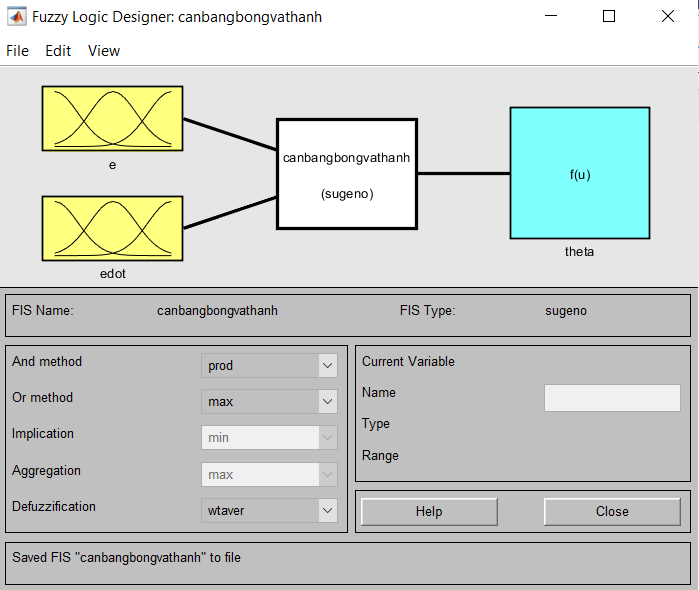 Fuzzy Logic Designer: canbangbongvathanh
File Edit View
e
edot
canbangbongvathanh
(sugeno)
f(u)
theta
FIS Name: canbangbongvathanh FIS Type: sugeno
And method prod
Or method max
Implication min
Aggregation max
Defuzzification wtaver
Current Variable
Name
Type
Range
Help Close
Saved FIS "canbangbongvathanh" to file